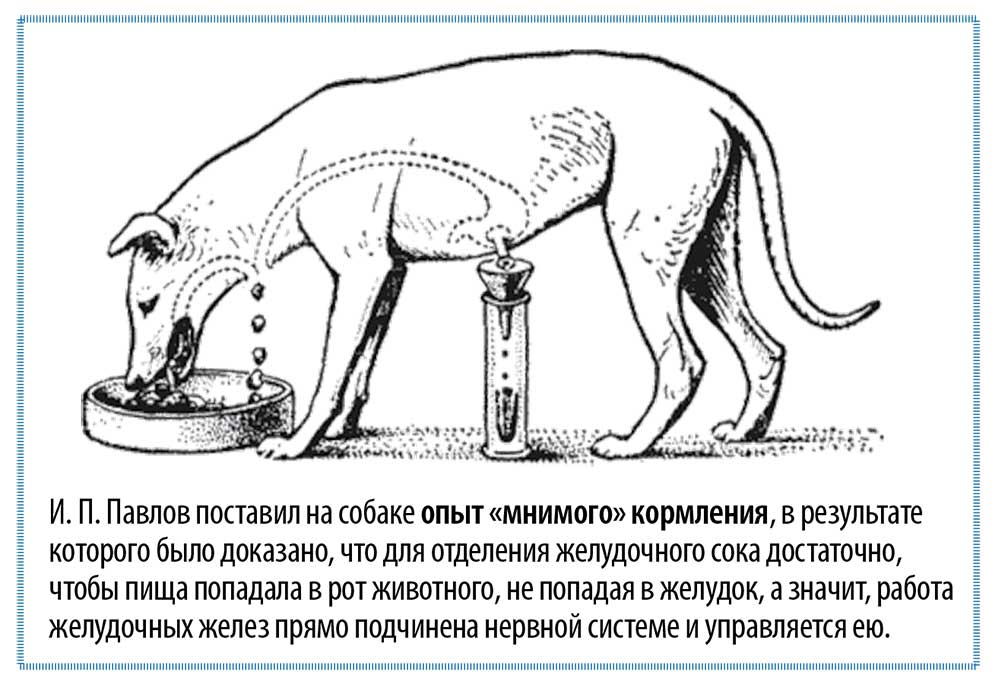 И. П. Павлов поставил на собаке опыт «мнимого» кормления, в результате
которого было доказано, что для отделения желудочного сока достаточно,
чтобы пища попадала в рот животного, не попадая в желудок, а значит, работа
желудочных желез прямо подчинена нервной системе и управляется ею.